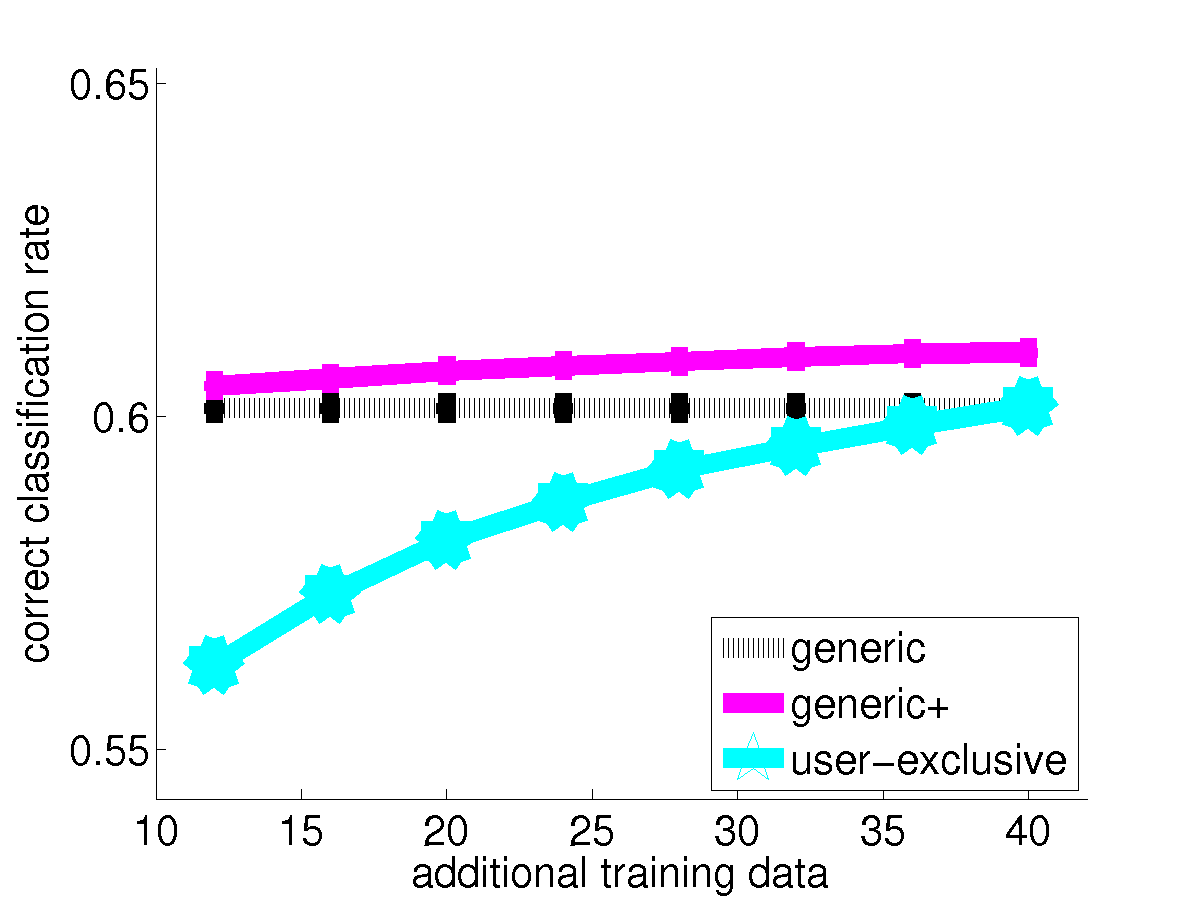 0.65
0.6
0.55
correct classification rate
generic
generic+
user−exclusive
10 15 20 25 30 35 40
additional training data